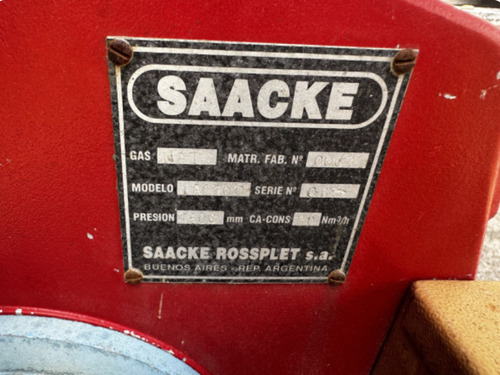 SAACKE
GAS MATR. FAB. Nº
MODELO SERIE Nº
PRESION mm CA-CONS Nm³/h
SAACKE ROSSPLET s.a.
BUENOS AIRES - REP. ARGENTINA